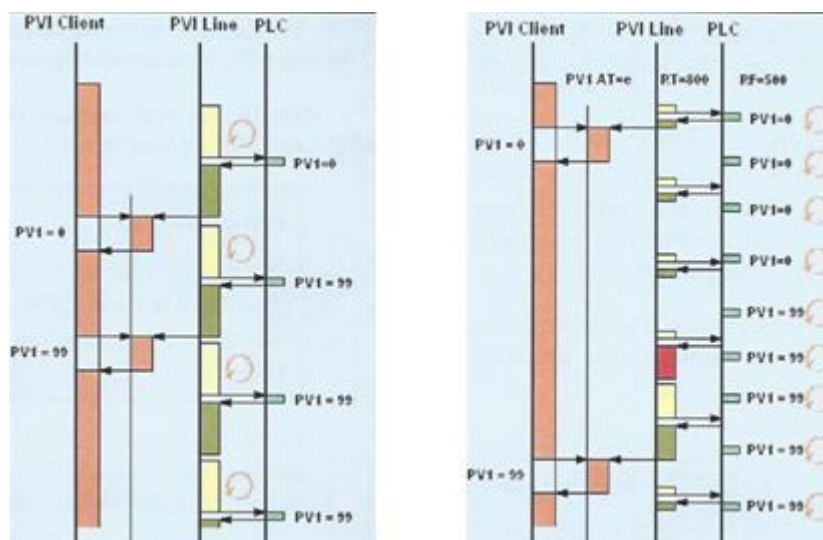 PVI Client PVI Line PLC
PV1=0
PV1 = 0
PV1 = 99
PV1 = 99
PV1 = 99
PV1 = 99
PVI Client PVI Line PLC
PV1 AT=e RT=800 RF=500
PV1=0
PV1 = 0
PV1=0
PV1=0
PV1=0
PV1 = 99
PV1 = 99
PV1 = 99
PV1 = 99
PV1 = 99
PV1 = 99